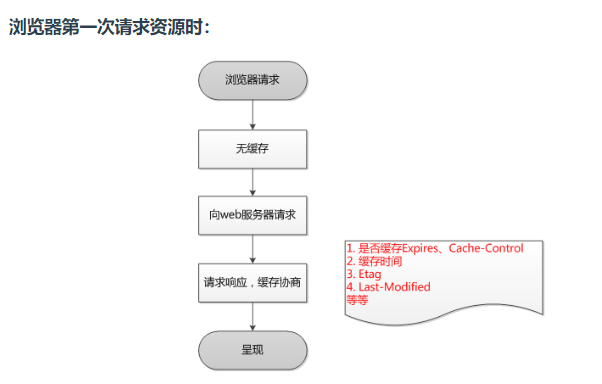 浏览器第一次请求资源时：
浏览器请求
无缓存
向web服务器请求
请求响应，缓存协商
呈现
1. 是否缓存Expires、Cache-Control
2. 缓存时间
3. Etag
4. Last-Modified
等等